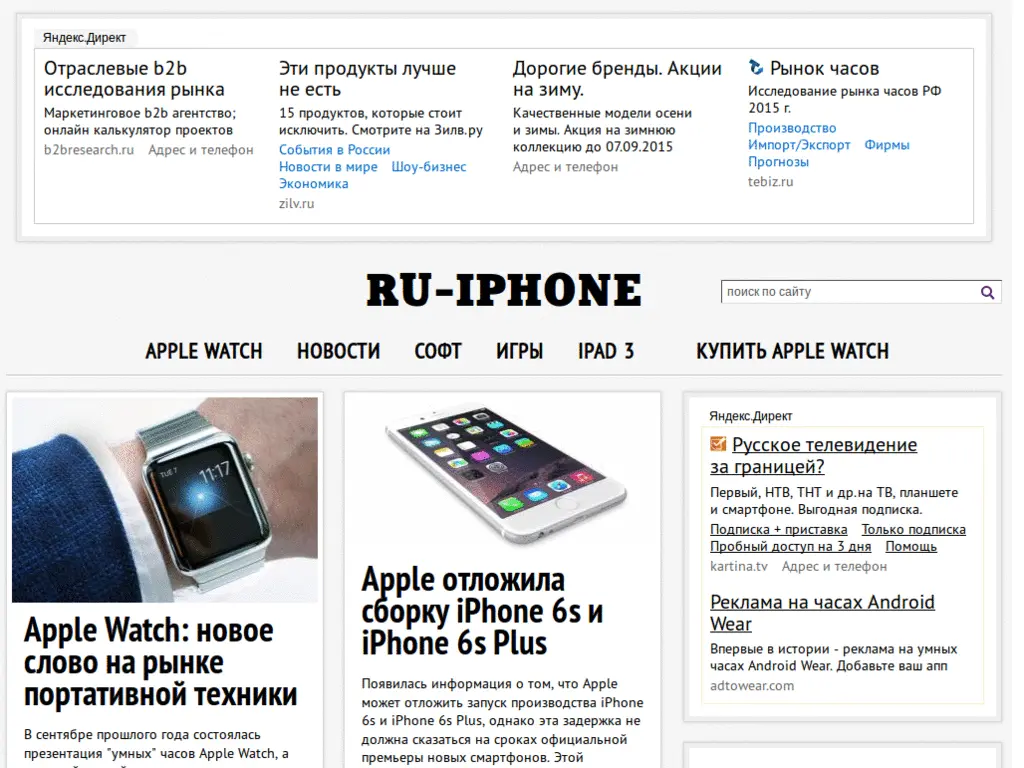 Яндекс.Директ
Отраслевые b2b
исследования рынка
Маркетинговое b2b агентство;
онлайн калькулятор проектов
b2bresearch.ru Адрес и телефон
Эти продукты лучше
не есть
15 продуктов, которые стоит
исключить. Смотрите на Зилв.ру
События в России
Новости в мире Шоу-бизнес
Экономика
zilv.ru
Дорогие бренды. Акции
на зиму.
Качественные модели осени
и зимы. Акция на зимнюю
коллекцию до 07.09.2015
Адрес и телефон
Рынок часов
Исследование рынка часов РФ
2015 г.
Производство
Импорт/Экспорт Фирмы
Прогнозы
tebiz.ru
RU-IPHONE
поиск по сайту
APPLE WATCH НОВОСТИ СОФТ ИГРЫ IPAD 3 КУПИТЬ APPLE WATCH
TUE 7
11:17
Apple Watch: новое
слово на рынке
портативной техники
В сентябре прошлого года состоялась
презентация "умных" часов Apple Watch, а
Apple отложила
сборку iPhone 6s и
iPhone 6s Plus
Появилась информация о том, что Apple
может отложить запуск производства iPhone
6s и iPhone 6s Plus, однако эта задержка не
должна сказаться на сроках официальной
премьеры новых смартфонов. Этой
Яндекс.Директ
Русское телевидение
за границей?
Первый, НТВ, ТНТ и др.на ТВ, планшете
и смартфоне. Выгодная подписка.
Подписка + приставка Только подписка
Пробный доступ на 3 дня Помощь
kartina.tv Адрес и телефон
Реклама на часах Android
Wear
Впервые в истории - реклама на умных
часах Android Wear. Добавьте ваш апп
adtowear.com